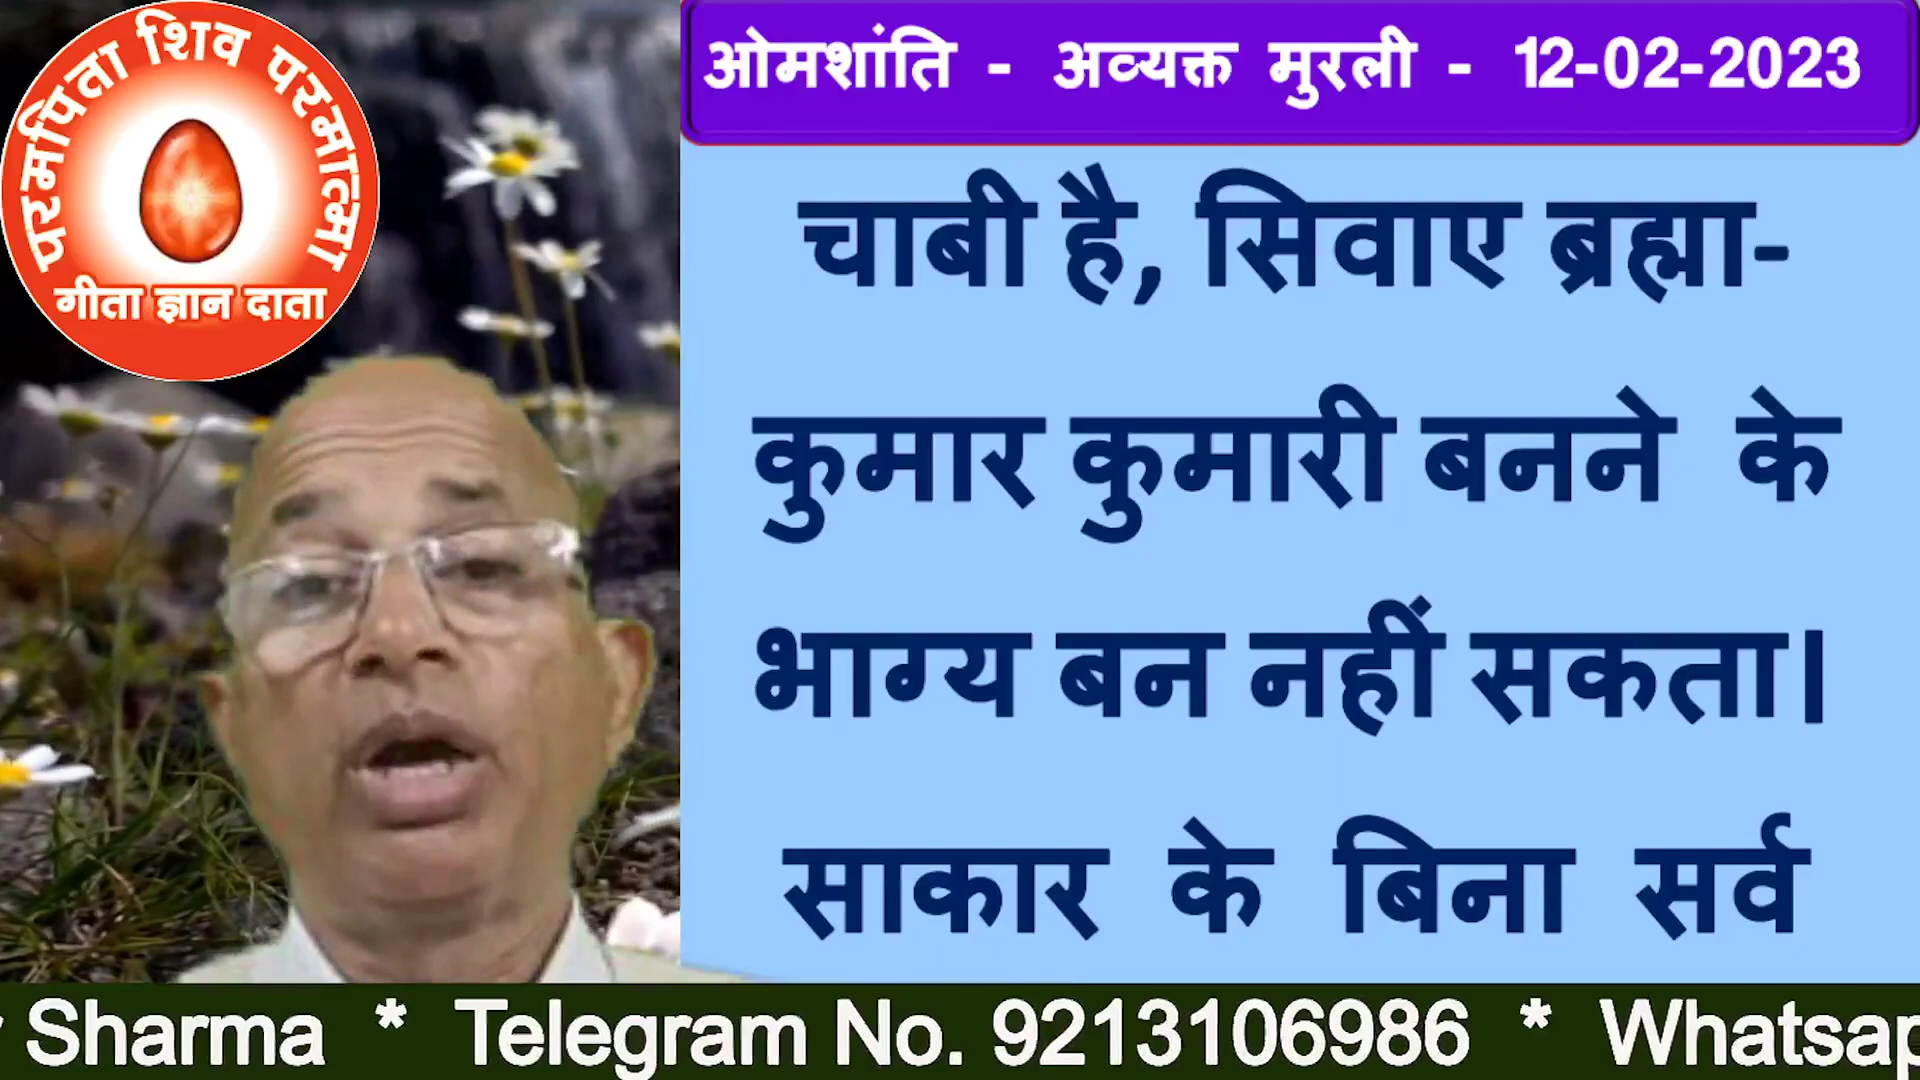 परमपिता शिव परमात्मा
गीता ज्ञान दाता
ओमशांति - अव्यक्त मुरली - 12-02-2023
चाबी है, सिवाए ब्रह्मा-
कुमार कुमारी बनने के
भाग्य बन नहीं सकता।
साकार के बिना सर्व
Sharma * Telegram No. 9213106986 * Whatsap